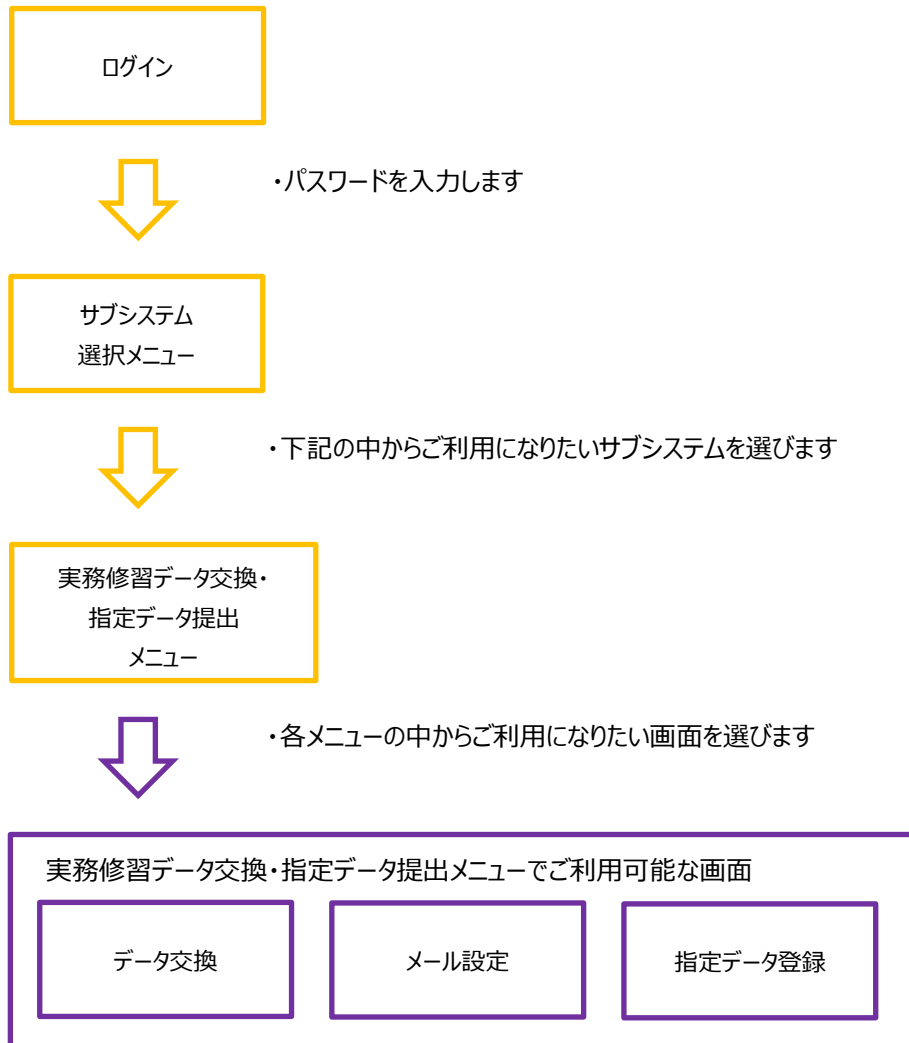 ログイン
・パスワードを入力します
サブシステム
選択メニュー
・下記の中からご利用になりたいサブシステムを選びます
実務修習データ交換・
指定データ提出
メニュー
・各メニューの中からご利用になりたい画面を選びます
実務修習データ交換・指定データ提出メニューでご利用可能な画面
データ交換
メール設定
指定データ登録